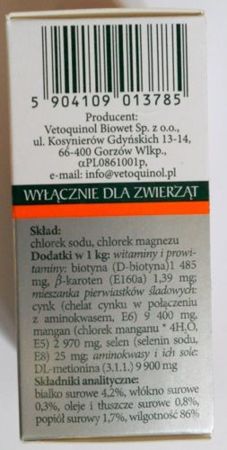 5 904109 013785
Producent:
Vetoquinol Biowet Sp. z o.o.,
ul. Kosynierów Gdyńskich 13-14,
66-400 Gorzów Wlkp.,
αPL0861001p,
e-mail: info@vetoquinol.pl
WYŁĄCZNIE DLA ZWIERZĄT
Skład:
chlorek sodu, chlorek magnezu
Dodatki w 1 kg: witaminy i prowi-
taminy: biotyna (D-biotyna)1 485
mg, β-karoten (E160a) 1,39 mg,
mieszanka pierwiastków śladowych:
cynk (chelat cynku w połączeniu
z aminokwasami, E6) 9 400 mg,
mangan (chlorek manganu * 4H₂O,
E5) 2 970 mg, selen (selenin sodu,
E8) 25 mg; aminokwasy i ich sole:
DL-metionina (3.1.1.) 9 900 mg
Składniki analityczne:
białko surowe 4,2%, włókno surowe
0,3%, oleje i tłuszcze surowe 0,8%,
popiół surowy 1,7%, wilgotność 86%